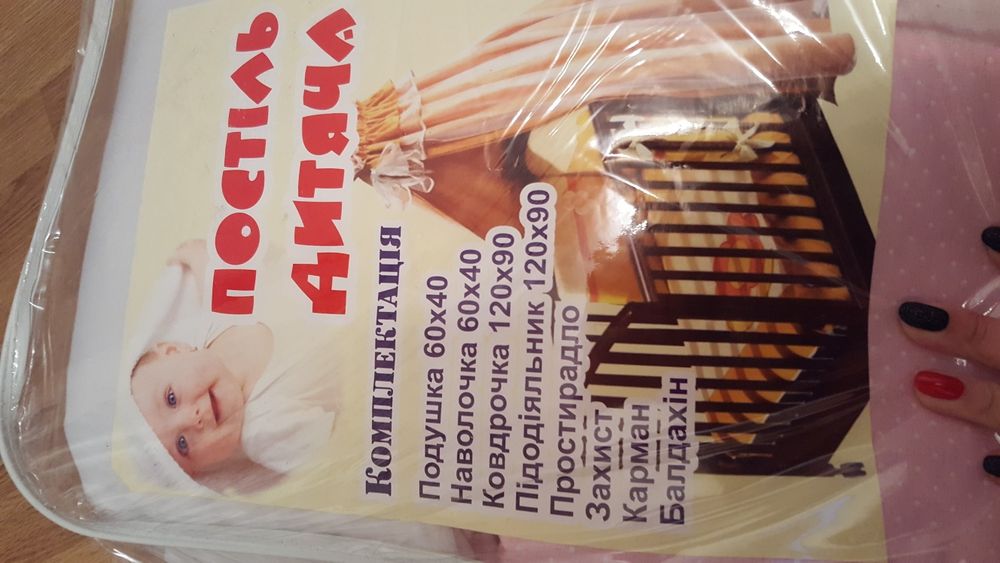 ПОСТІЛЬ
ДИТЯЧА
КОМПЛЕКТАЦІЯ
Подушка 60х40
Наволочка 60х40
Ковдрочка 120х90
Підодіяльник 120х90
Простирадло
Захист
Карман
Балдахін